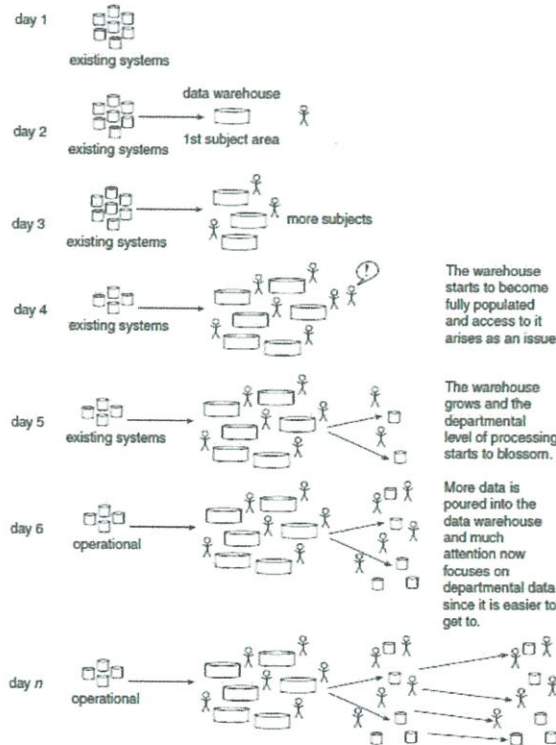 day 1
existing systems
data warehouse
day 2
existing systems
1st subject area
day 3
more subjects
existing systems
!
day 4
existing systems
The warehouse
starts to become
fully populated
and access to it
arises as an issue
day 5
existing systems
The warehouse
grows and the
departmental
level of processing
starts to blossom.
day 6
operational
More data is
poured into the
data warehouse
and much
attention now
focuses on
departmental data
since it is easier to
get to.
day n
operational